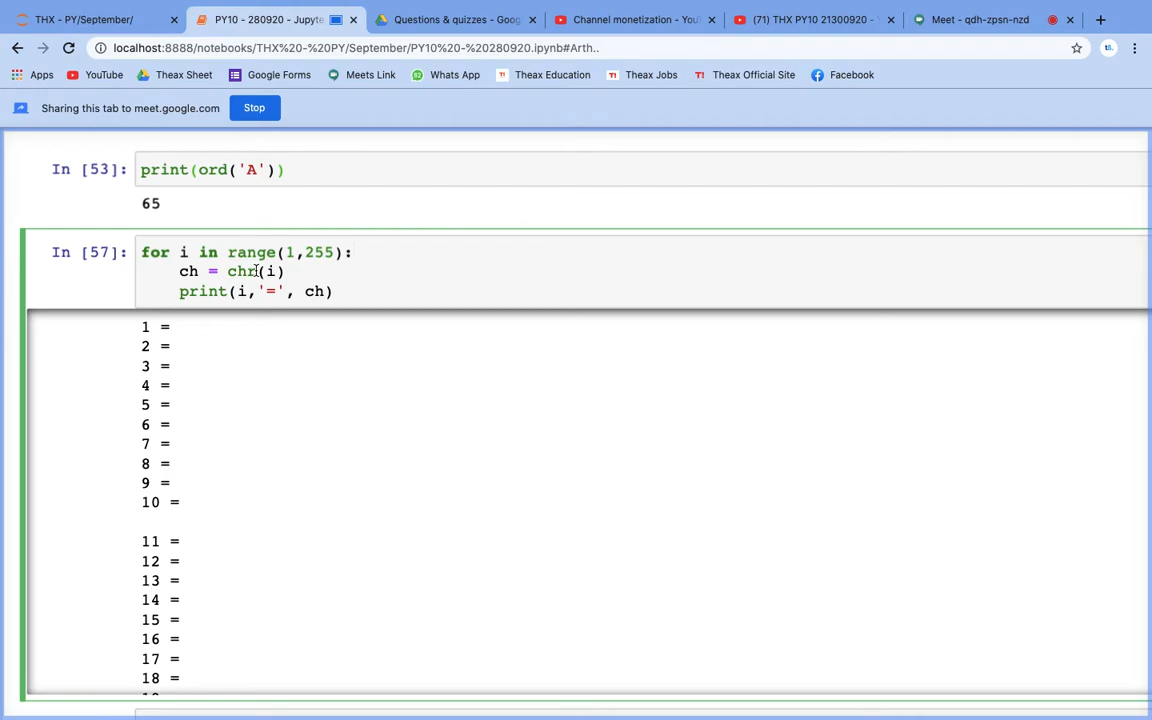 THX - PY/September/
PY10 - 280920 - Jupyte
Questions & quizzes - Goog
Channel monetization - You
(71) THX PY10 21300920 -
Meet - qdh-zpsn-nzd
localhost:8888/notebooks/THX%20-%20PY/September/PY10%20-%20280920.ipynb#Arth..
Apps
YouTube
Theax Sheet
Google Forms
Meets Link
Whats App
Theax Education
Theax Jobs
Theax Official Site
Facebook
Sharing this tab to meet.google.com
Stop
In [53]: print(ord('A'))
65
In [57]: for i in range(1,255):
ch = chr(i)
print(i,'=', ch)
1 =
2 =
3 =
4 =
5 =
6 =
7 =
8 =
9 =
10 =
11 =
12 =
13 =
14 =
15 =
16 =
17 =
18 =